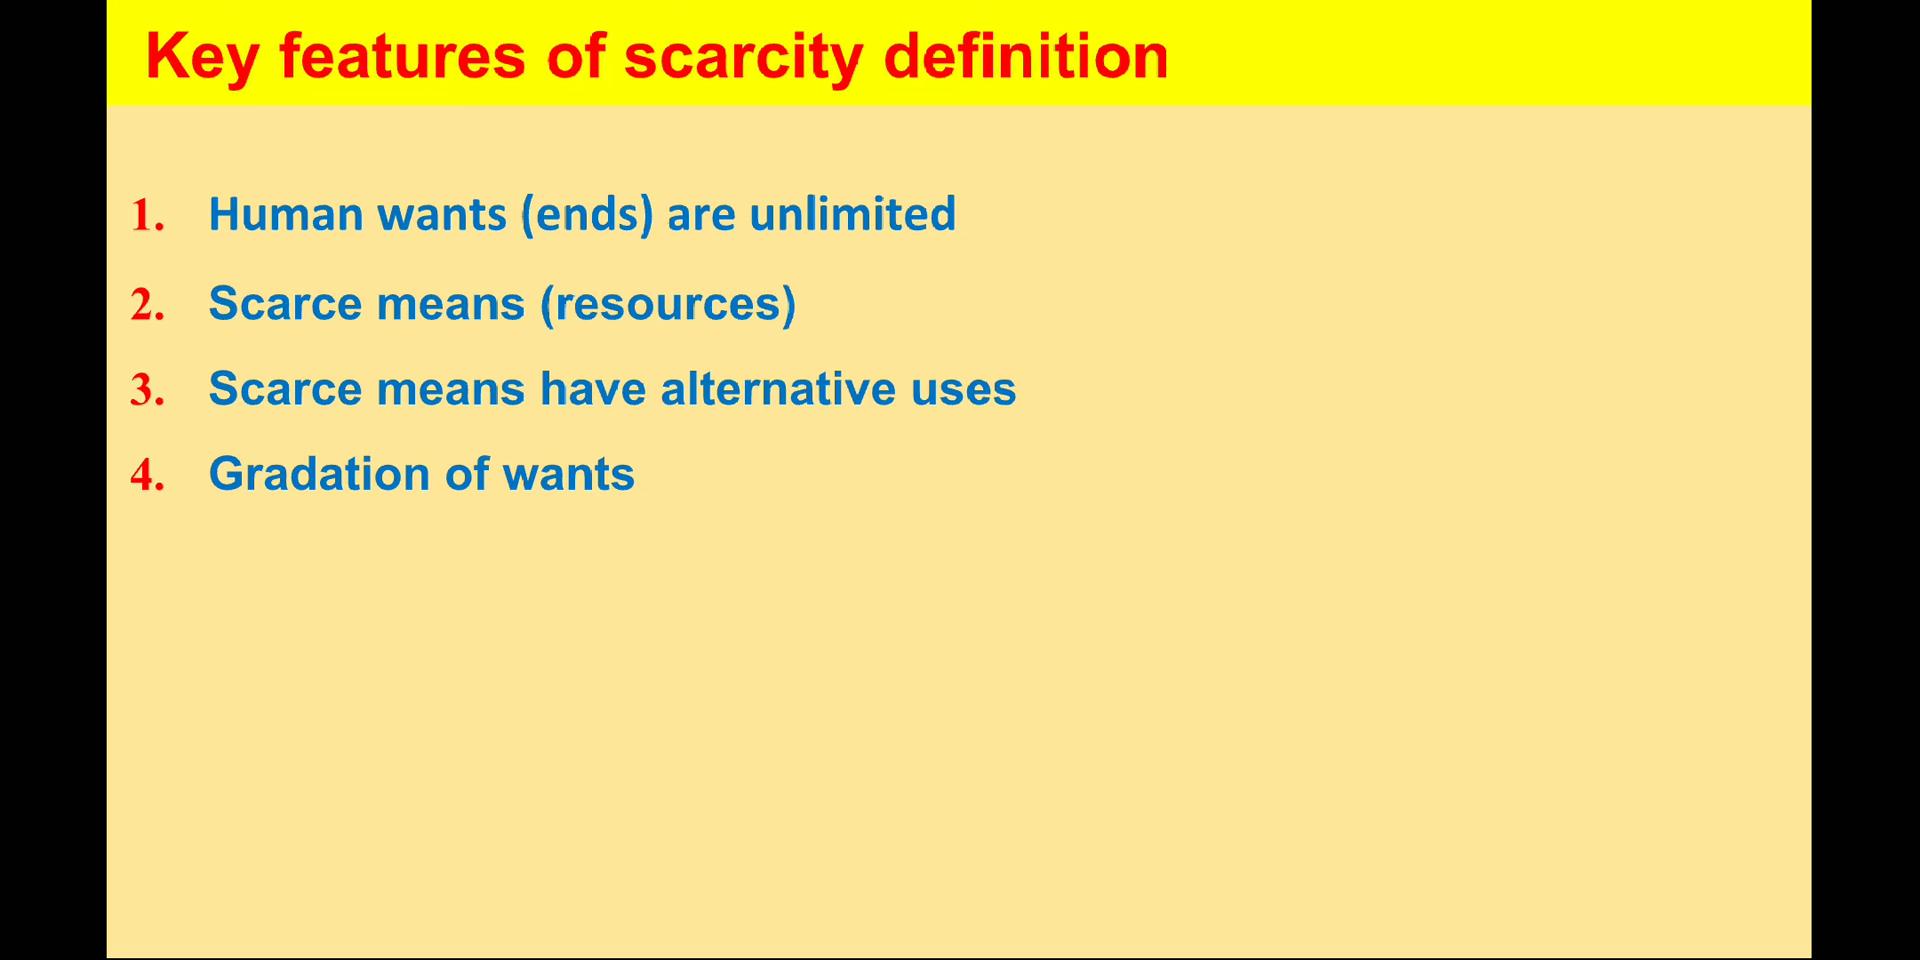 Key features of scarcity definition
1. Human wants (ends) are unlimited
2. Scarce means (resources)
3. Scarce means have alternative uses
4. Gradation of wants